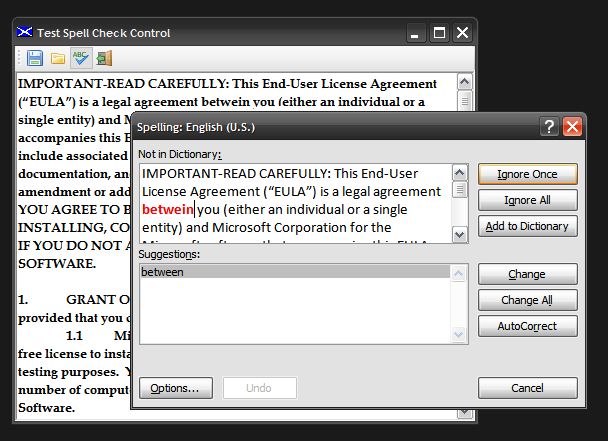 Test Spell Check Control
ABC
IMPORTANT-READ CAREFULLY: This End-User License Agreement
(“EULA”) is a legal agreement betwein you (either an individual or a
single entity) and M
accompanies this E
include associated
documentation, an
amendment or add
YOU AGREE TO B
INSTALLING, CO
IF YOU DO NOT A
SOFTWARE.
1. GRANT O
provided that you c
1.1 Mi
free license to insta
testing purposes. Y
number of compute
Software.
Spelling: English (U.S.)
Not in Dictionary:
IMPORTANT-READ CAREFULLY: This End-User
License Agreement (“EULA”) is a legal agreement
betwein you (either an individual or a single
entity) and Microsoft Corporation for the
Suggestions:
between
Ignore Once
Ignore All
Add to Dictionary
Change
Change All
AutoCorrect
Options...
Undo
Cancel